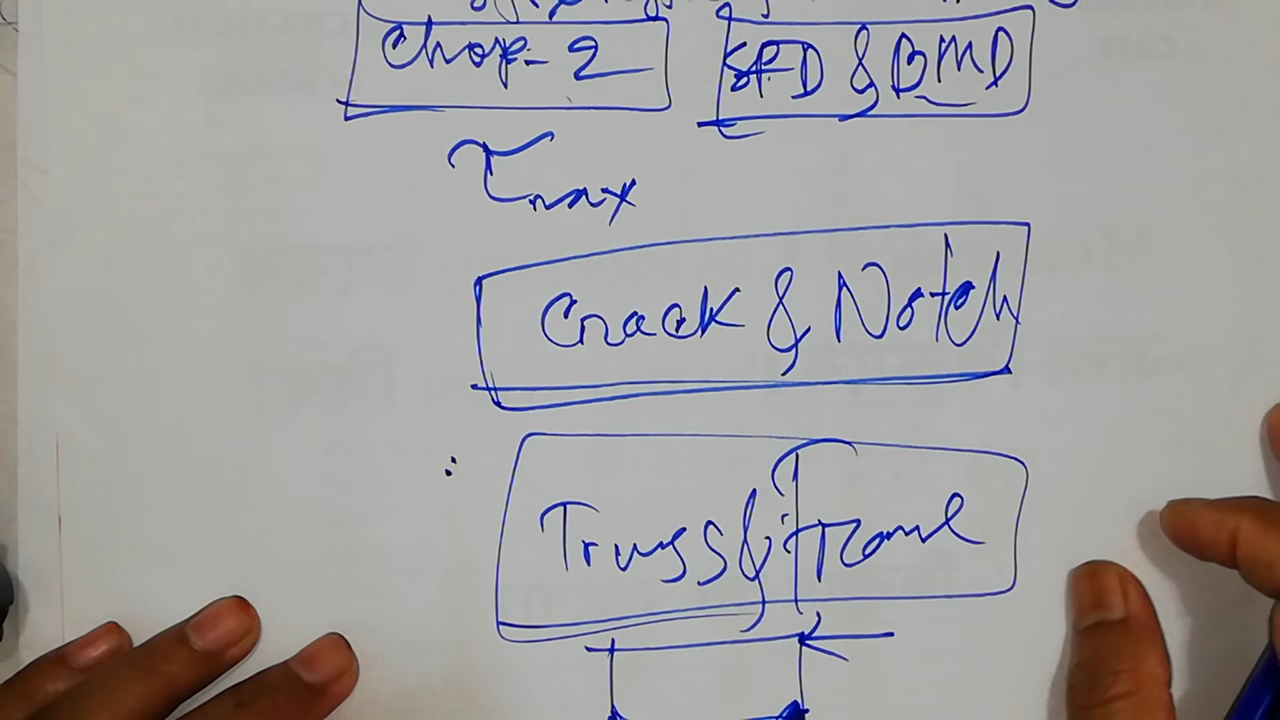 Chap-2 SFD & BMD
τmax
Crack & Notch
Truss & Frame